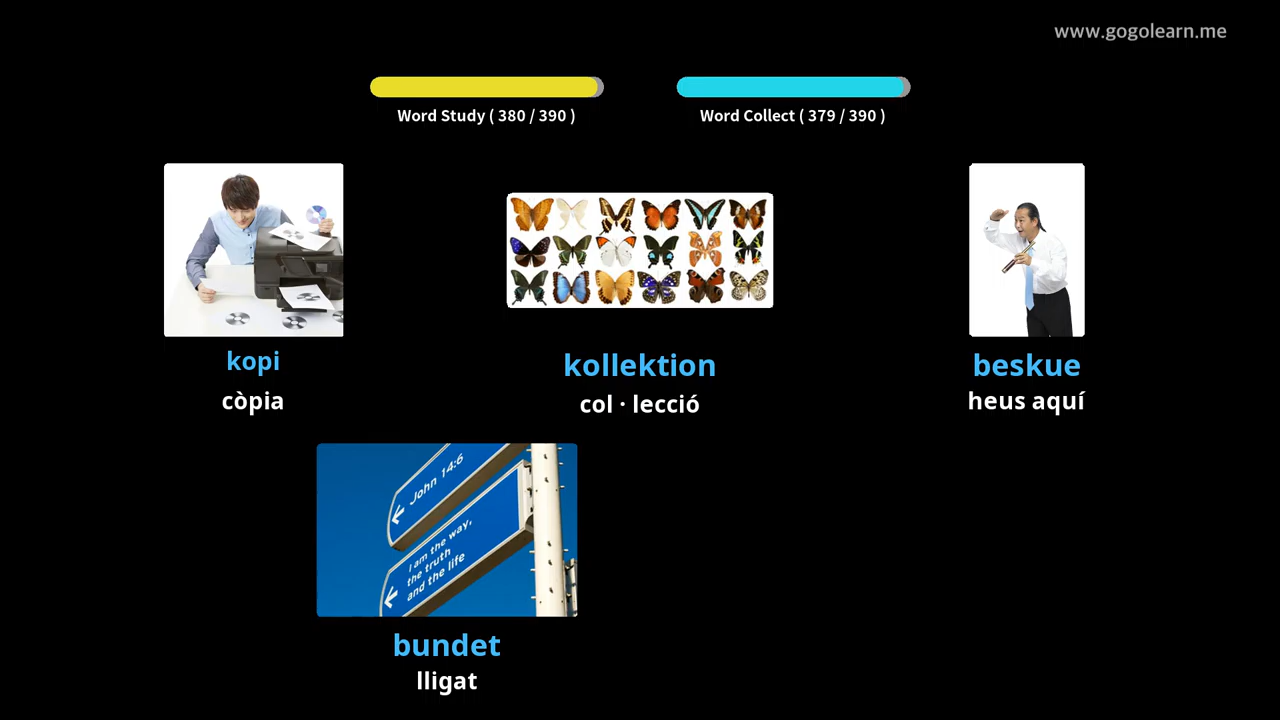 www.gogolearn.me
Word Study ( 380 / 390 )
Word Collect ( 379 / 390 )
kopi
còpia
kollektion
col · lecció
beskue
heus aquí
John 14:6
I am the way,
the truth
and the life
bundet
lligat